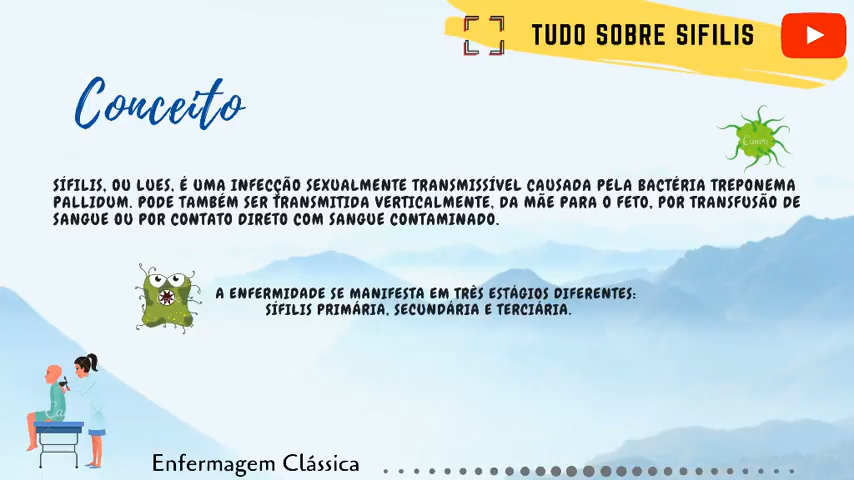 TUDO SOBRE SIFILIS
Conceito
Canva
SÍFILIS, OU LUES, É UMA INFECÇÃO SEXUALMENTE TRANSMISSÍVEL CAUSADA PELA BACTÉRIA TREPONEMA
PALLIDUM. PODE TAMBÉM SER TRANSMITIDA VERTICALMENTE, DA MÃE PARA O FETO, POR TRANSFUSÃO DE
SANGUE OU POR CONTATO DIRETO COM SANGUE CONTAMINADO.
A ENFERMIDADE SE MANIFESTA EM TRÊS ESTÁGIOS DIFERENTES:
SÍFILIS PRIMÁRIA, SECUNDÁRIA E TERCIÁRIA.
Enfermagem Clássica